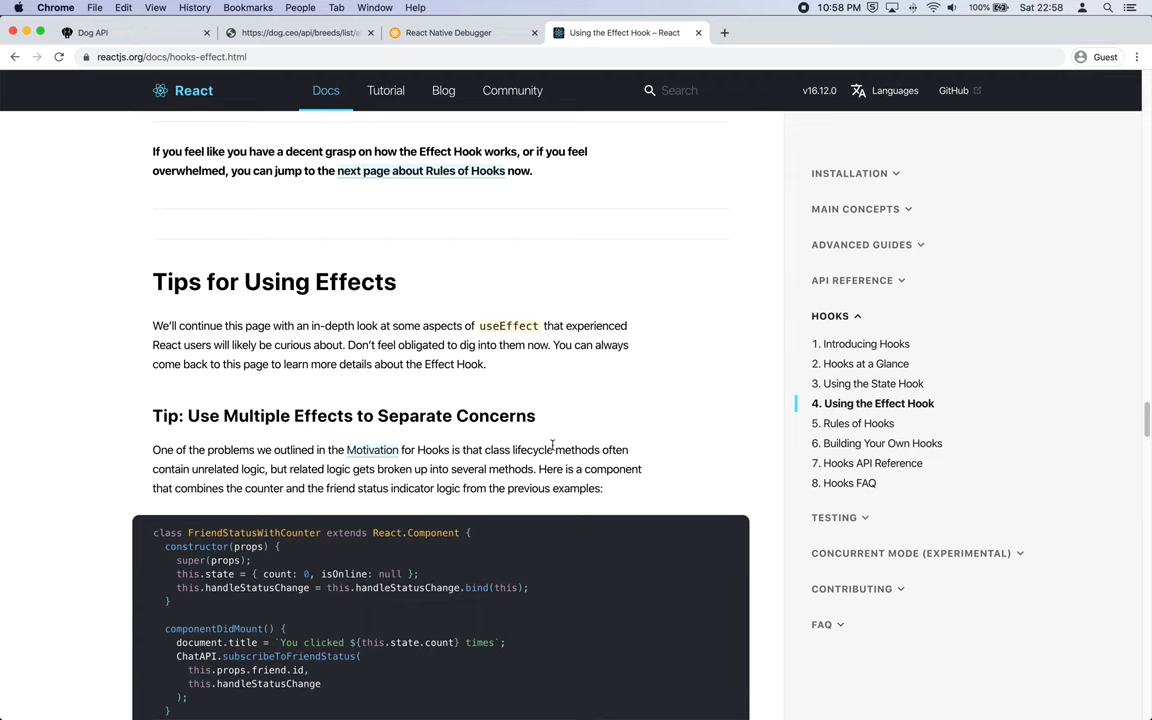 Chrome File Edit View History Bookmarks People Tab Window Help 10:58 PM 100% Sat 22:58
Dog API https://dog.ceo/api/breeds/list/a React Native Debugger Using the Effect Hook – React
reactjs.org/docs/hooks-effect.html Guest
React Docs Tutorial Blog Community Search v16.12.0 Languages GitHub
If you feel like you have a decent grasp on how the Effect Hook works, or if you feel
overwhelmed, you can jump to the next page about Rules of Hooks now.
Tips for Using Effects
We'll continue this page with an in-depth look at some aspects of useEffect that experienced
React users will likely be curious about. Don't feel obligated to dig into them now. You can always
come back to this page to learn more details about the Effect Hook.
Tip: Use Multiple Effects to Separate Concerns
One of the problems we outlined in the Motivation for Hooks is that class lifecycle methods often
contain unrelated logic, but related logic gets broken up into several methods. Here is a component
that combines the counter and the friend status indicator logic from the previous examples:
class FriendStatusWithCounter extends React.Component {
constructor(props) {
super(props);
this.state = { count: 0, isOnline: null };
this.handleStatusChange = this.handleStatusChange.bind(this);
}
componentDidMount() {
document.title = `You clicked ${this.state.count} times`;
ChatAPI.subscribeToFriendStatus(
this.props.friend.id,
this.handleStatusChange
);
}
INSTALLATION
MAIN CONCEPTS
ADVANCED GUIDES
API REFERENCE
HOOKS
1. Introducing Hooks
2. Hooks at a Glance
3. Using the State Hook
4. Using the Effect Hook
5. Rules of Hooks
6. Building Your Own Hooks
7. Hooks API Reference
8. Hooks FAQ
TESTING
CONCURRENT MODE (EXPERIMENTAL)
CONTRIBUTING
FAQ